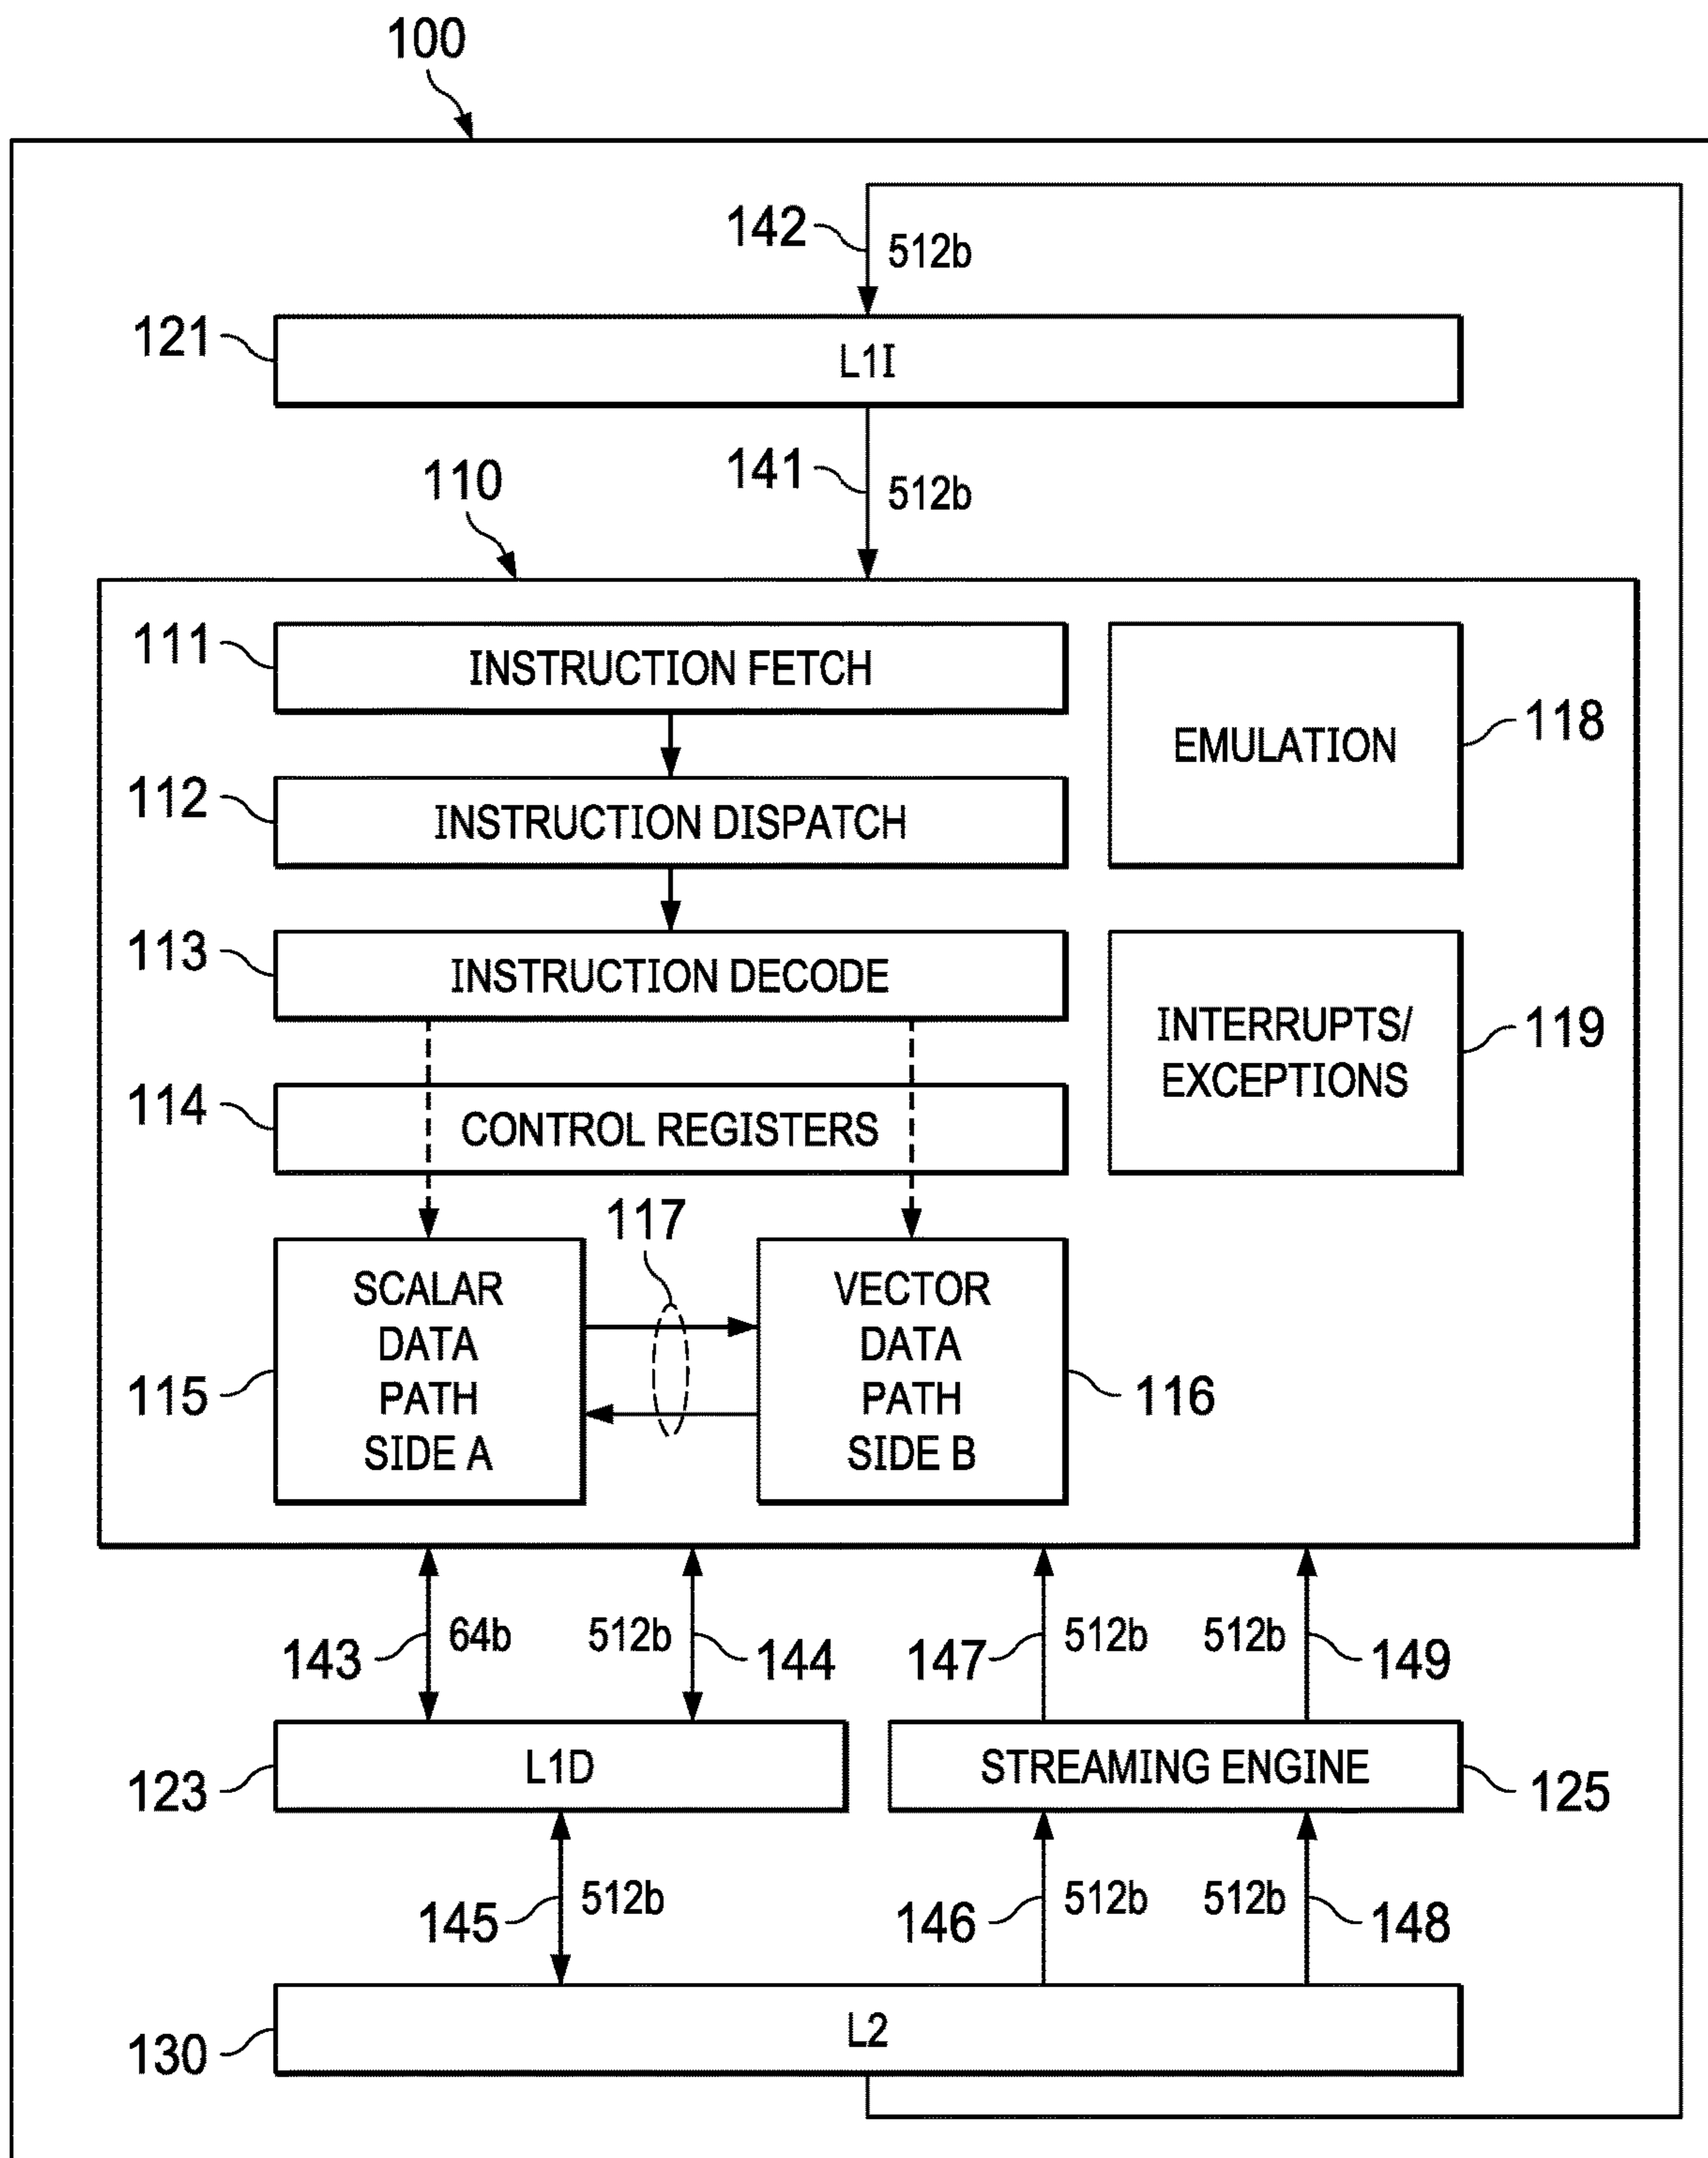 100
142
512b
121
L1I
141
512b
110
111
INSTRUCTION FETCH
EMULATION
118
112
INSTRUCTION DISPATCH
113
INSTRUCTION DECODE
INTERRUPTS/
EXCEPTIONS
119
114
CONTROL REGISTERS
117
SCALAR
DATA
PATH
SIDE A
115
VECTOR
DATA
PATH
SIDE B
116
143
64b
512b
144
147
512b
512b
149
123
L1D
STREAMING ENGINE
125
145
512b
146
512b
512b
148
130
L2